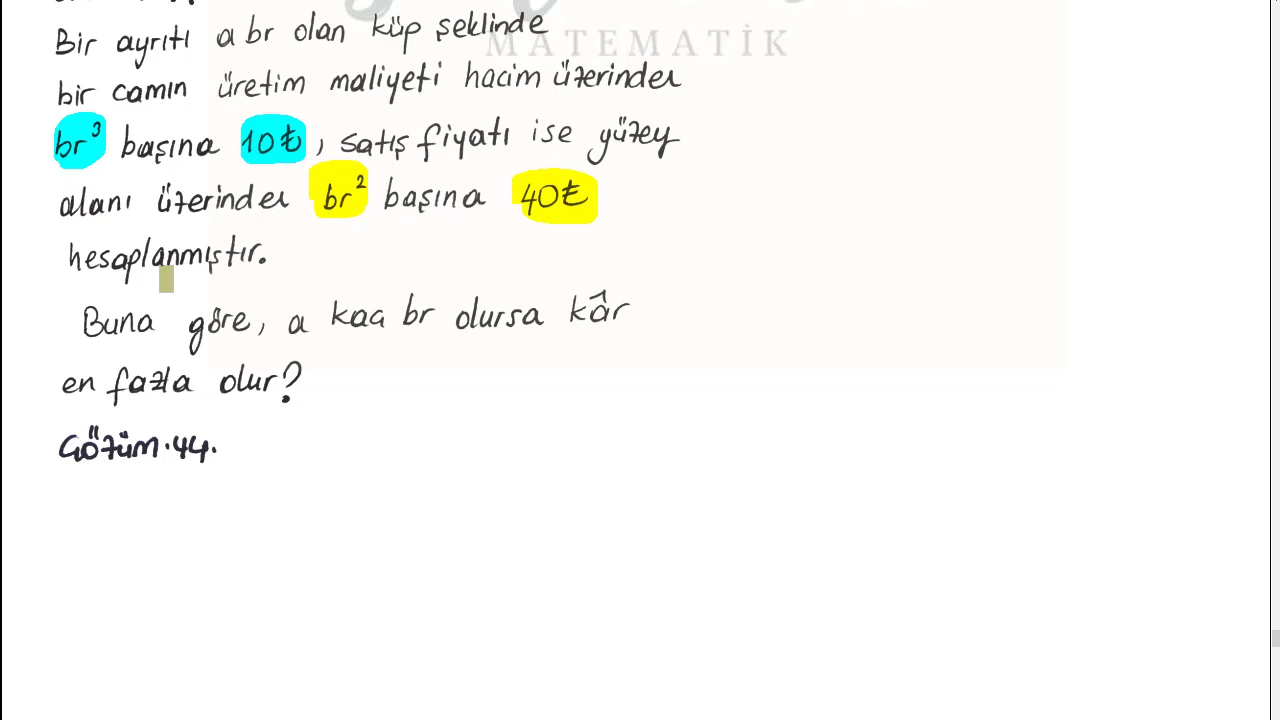 Bir ayrıtı a br olan küp şeklinde
MATEMATİK
bir camın üretim maliyeti hacim üzerinden
br³ başına 10₺, satış fiyatı ise yüzey
alanı üzerinden br² başına 40₺
hesaplanmıştır.
Buna göre, a kaç br olursa kâr
en fazla olur?
Çözüm.44.